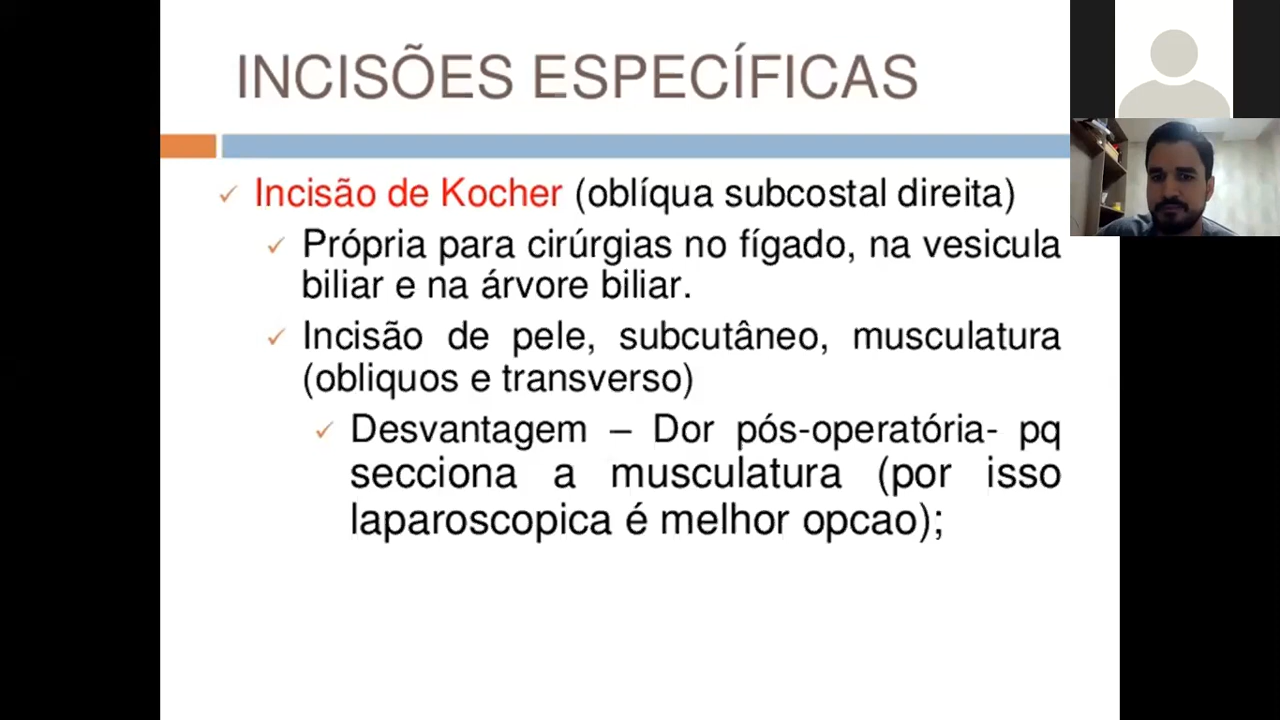 INCISÕES ESPECÍFICAS
Incisão de Kocher (oblíqua subcostal direita)
Própria para cirúrgias no fígado, na vesicula
biliar e na árvore biliar.
Incisão de pele, subcutâneo, musculatura
(obliquos e transverso)
Desvantagem – Dor pós-operatória- pq
secciona a musculatura (por isso
laparoscopica é melhor opcao);